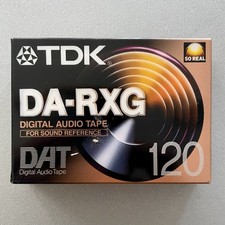 TDK
SO REAL
DA-RXG
DIGITAL AUDIO TAPE
FOR SOUND REFERENCE
DAT
120
Digital Audio Tape